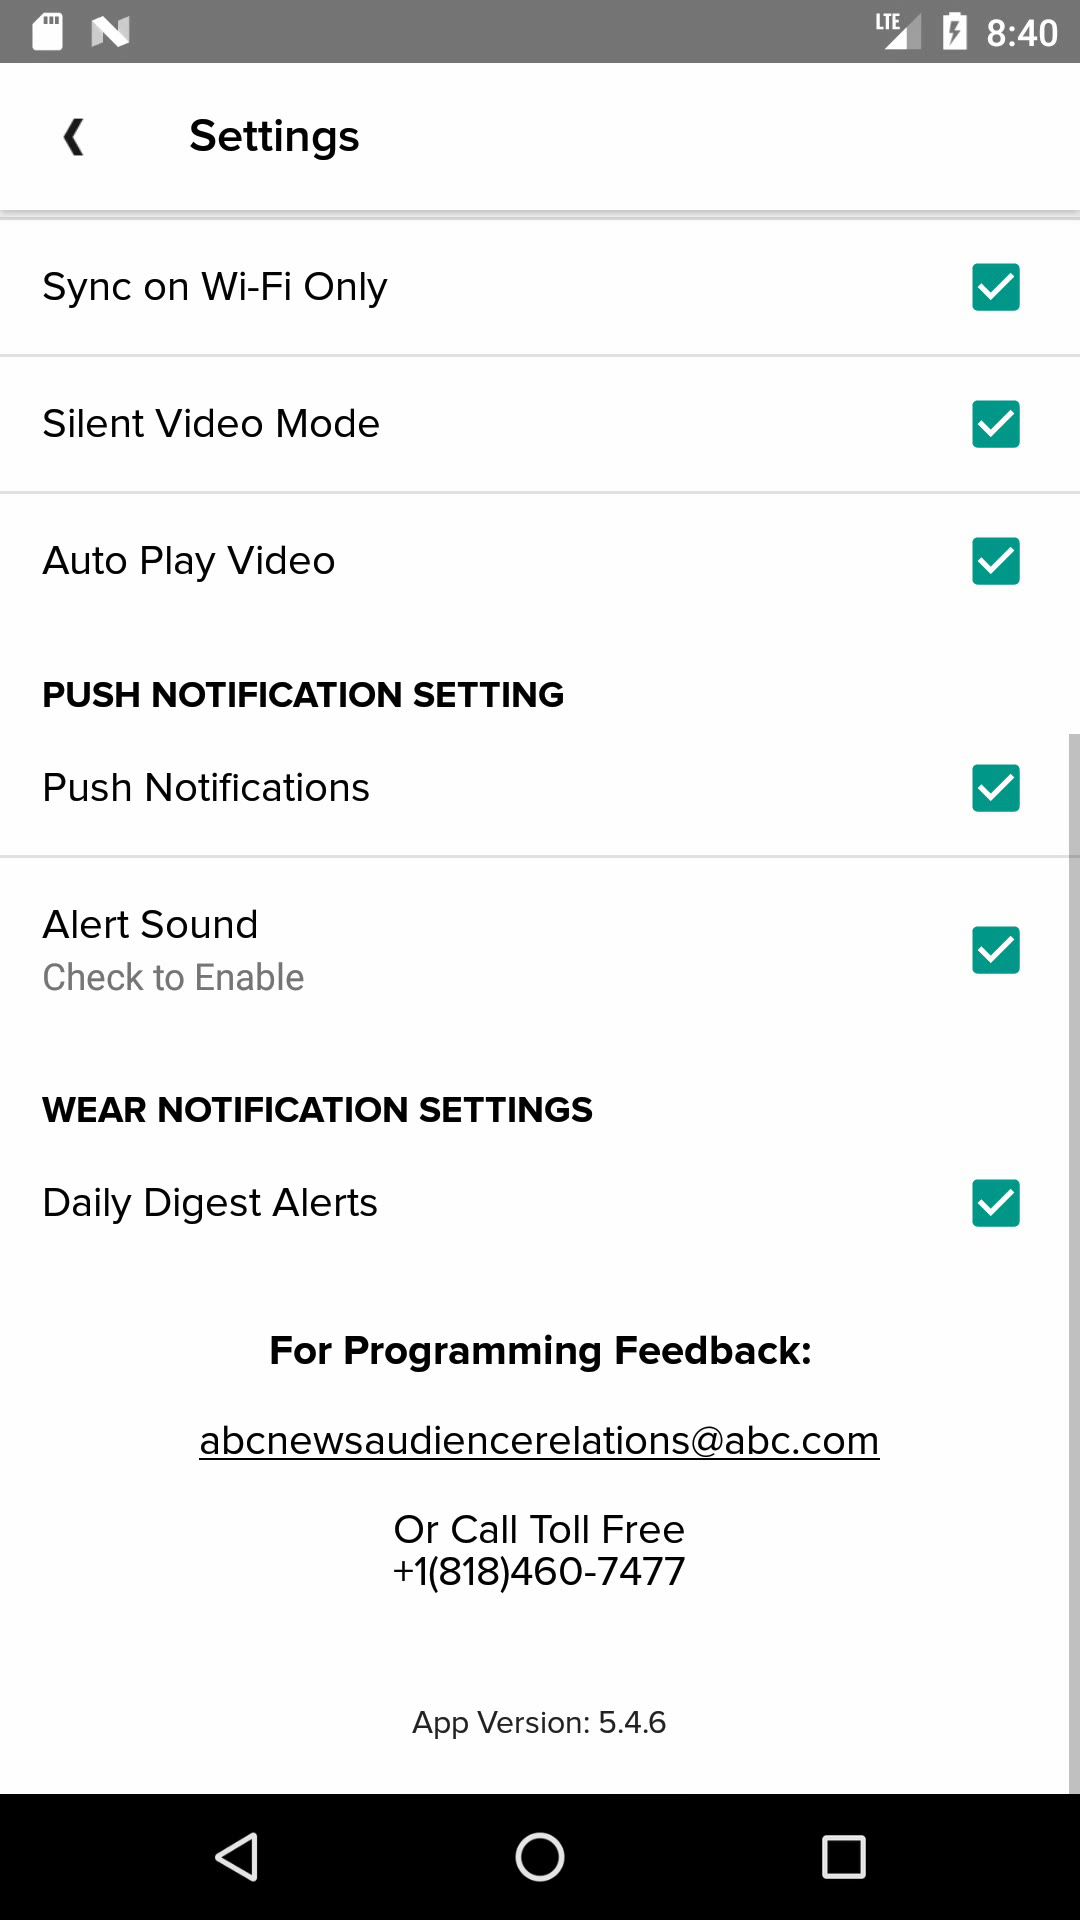 LTE 8:40
Settings
Sync on Wi-Fi Only
Silent Video Mode
Auto Play Video
PUSH NOTIFICATION SETTING
Push Notifications
Alert Sound
Check to Enable
WEAR NOTIFICATION SETTINGS
Daily Digest Alerts
For Programming Feedback:
abcnewsaudiencerelations@abc.com
Or Call Toll Free
+1(818)460-7477
App Version: 5.4.6